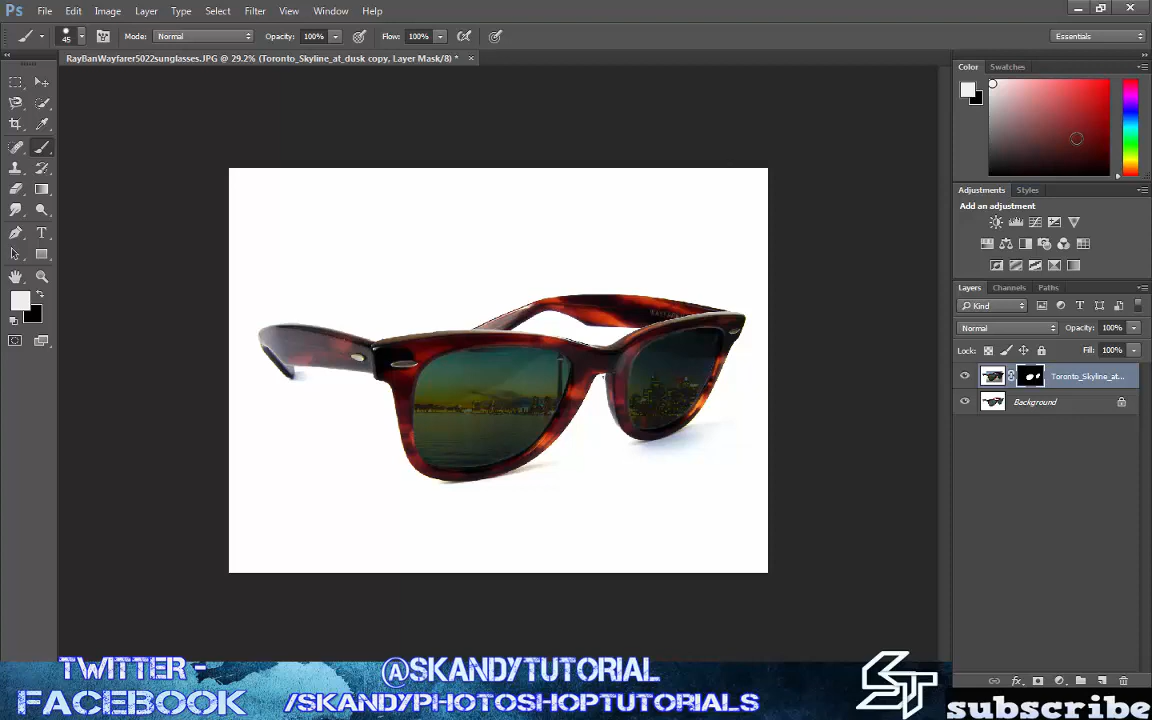 Ps File Edit Image Layer Type Select Filter View Window Help
45 Mode: Normal Opacity: 100% Flow: 100% Essentials
RayBanWayfarer5022sunglasses.JPG @ 29.2% (Toronto_Skyline_at_dusk copy, Layer Mask/8) * ×
Color Swatches
Adjustments Styles
Add an adjustment
Layers Channels Paths
Kind
Normal Opacity: 100%
Lock: Fill: 100%
Toronto_Skyline_at...
Background
TWITTER - @SKANDYTUTORIAL
FACEBOOK /SKANDYPHOTOSHOPTUTORIALS
ST
subscribe